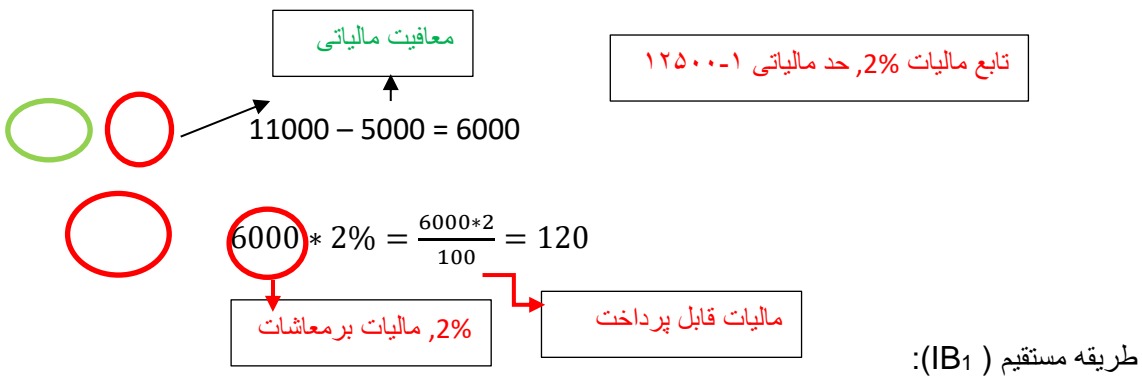 معافیت مالیاتی
تابع مالیات 2%, حد مالیاتی ۱-۱۲۵۰۰
11000 – 5000 = 6000
6000 * 2% = \frac{6000*2}{100} = 120
2%, مالیات برمعاشات
مالیات قابل پرداخت
طریقه مستقیم ( IB₁):